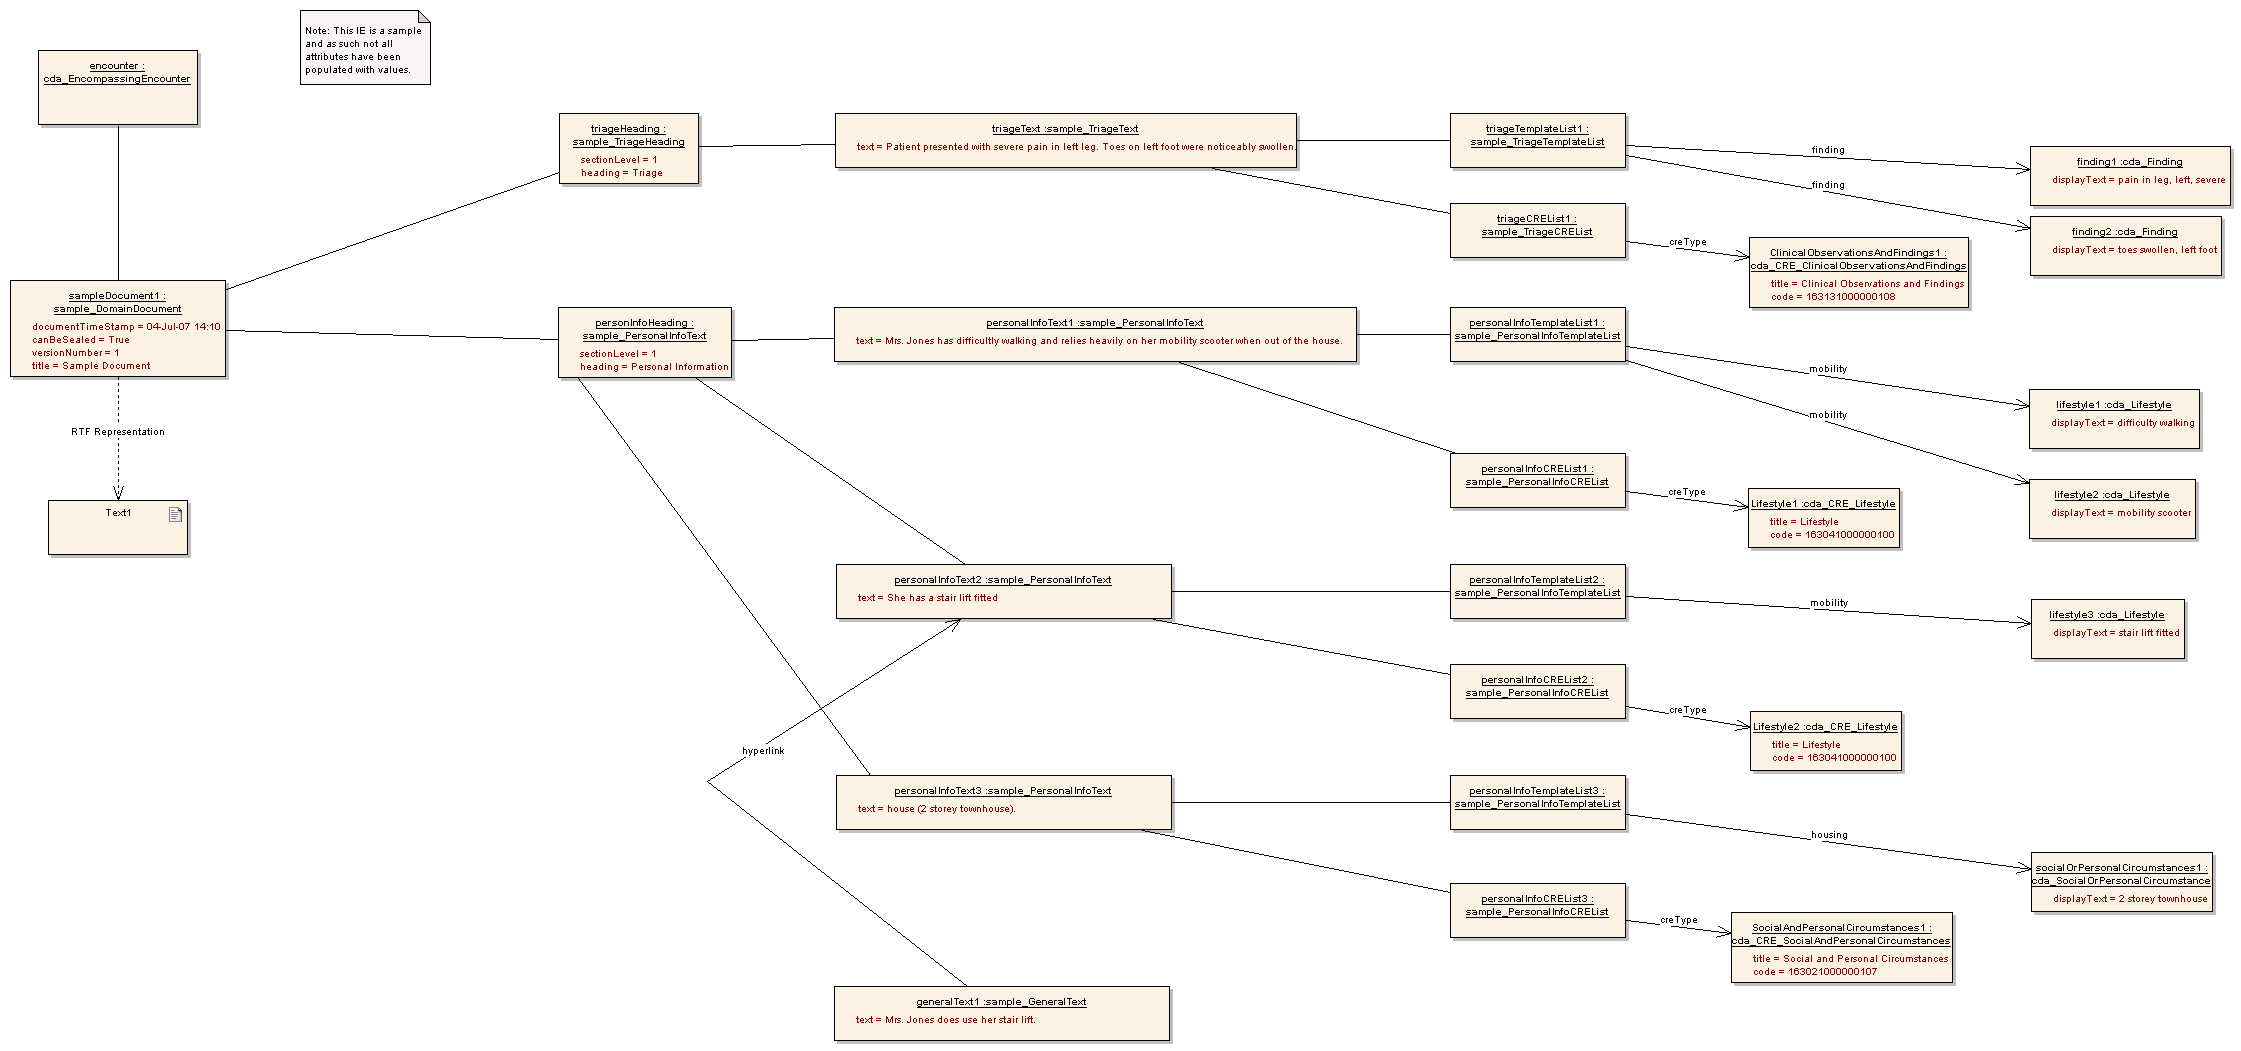 Note: This IE is a sample
and as such not all
attributes have been
populated with values.
encounter :
cda_EncompassingEncounter
triageHeading :
sample_TriageHeading
sectionLevel = 1
heading = Triage
triageText :sample_TriageText
text = Patient presented with severe pain in left leg. Toes on left foot were noticeably swollen.
triageTemplateList1 :
sample_TriageTemplateList
finding
finding
finding1 :cda_Finding
displayText = pain in leg, left, severe
finding2 :cda_Finding
displayText = toes swollen, left foot
triageCREList1 :
sample_TriageCREList
creType
ClinicalObservationsAndFindings1 :
cda_CRE_ClinicalObservationsAndFindings
title = Clinical Observations and Findings
code = 163131000000108
sampleDocument1 :
sample_DomainDocument
documentTimeStamp = 04-Jul-07 14:10
canBeSealed = True
versionNumber = 1
title = Sample Document
RTF Representation
Text1
personInfoHeading :
sample_PersonalInfoText
sectionLevel = 1
heading = Personal Information
personalInfoText1 :sample_PersonalInfoText
text = Mrs. Jones has difficultly walking and relies heavily on her mobility scooter when out of the house.
personalInfoTemplateList1 :
sample_PersonalInfoTemplateList
mobility
mobility
lifestyle1 :cda_Lifestyle
displayText = difficulty walking
lifestyle2 :cda_Lifestyle
displayText = mobility scooter
personalInfoCREList1 :
sample_PersonalInfoCREList
creType
Lifestyle1 :cda_CRE_Lifestyle
title = Lifestyle
code = 163041000000100
personalInfoText2 :sample_PersonalInfoText
text = She has a stair lift fitted
personalInfoTemplateList2 :
sample_PersonalInfoTemplateList
mobility
lifestyle3 :cda_Lifestyle
displayText = stair lift fitted
personalInfoCREList2 :
sample_PersonalInfoCREList
creType
Lifestyle2 :cda_CRE_Lifestyle
title = Lifestyle
code = 163041000000100
hyperlink
personalInfoText3 :sample_PersonalInfoText
text = house (2 storey townhouse).
personalInfoTemplateList3 :
sample_PersonalInfoTemplateList
housing
socialOrPersonalCircumstances1 :
cda_SocialOrPersonalCircumstance
displayText = 2 storey townhouse
personalInfoCREList3 :
sample_PersonalInfoCREList
creType
SocialAndPersonalCircumstances1 :
cda_CRE_SocialAndPersonalCircumstances
title = Social and Personal Circumstances
code = 163021000000107
generalText1 :sample_GeneralText
text = Mrs. Jones does use her stair lift.